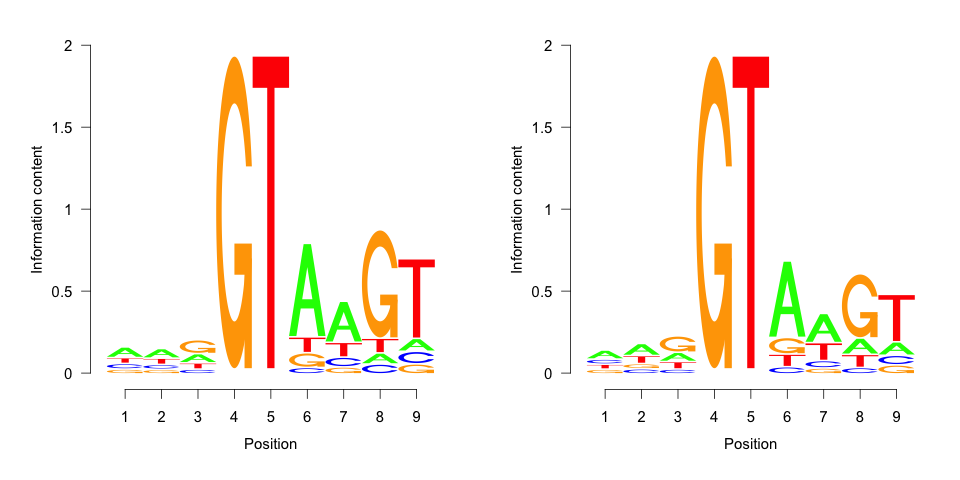 2
1.5
1
0.5
0
Information content
A T C G
A T C G
G A T C
G
T
A T G C
A T C G
G T A C
T A C G
1 2 3 4 5 6 7 8 9
Position
2
1.5
1
0.5
0
Information content
A C T G
A T G C
G A T C
G
T
A G T C
A T C G
G A T C
T A C G
1 2 3 4 5 6 7 8 9
Position